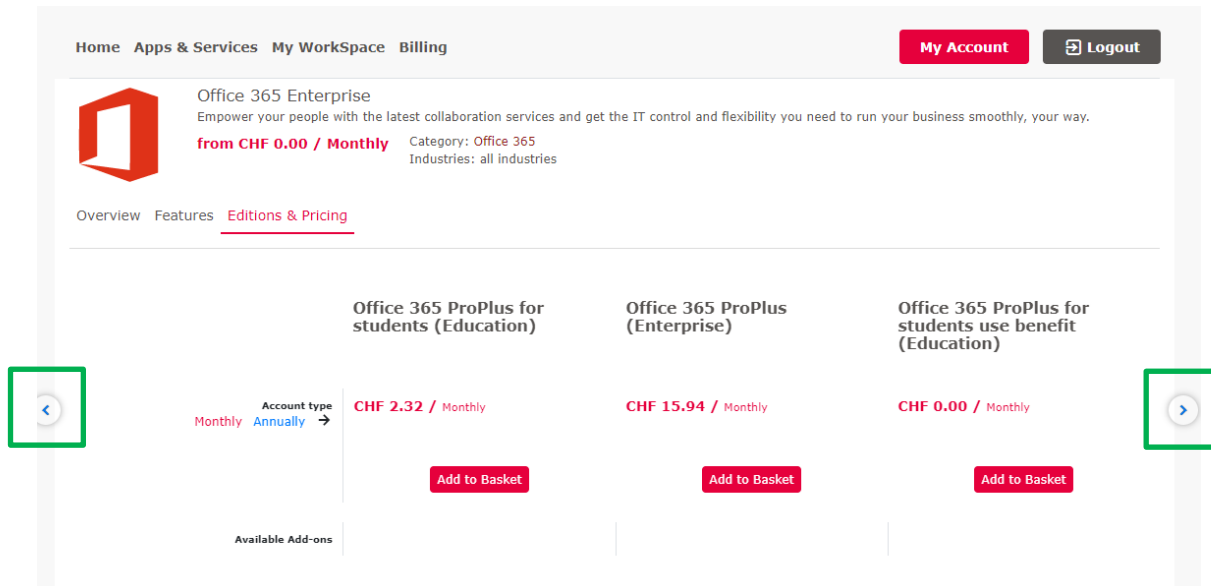 Home Apps & Services My WorkSpace Billing My Account Logout
Office 365 Enterprise
Empower your people with the latest collaboration services and get the IT control and flexibility you need to run your business smoothly, your way.
from CHF 0.00 / Monthly Category: Office 365
Industries: all industries
Overview Features Editions & Pricing
Office 365 ProPlus for
students (Education)
Office 365 ProPlus
(Enterprise)
Office 365 ProPlus for
students use benefit
(Education)
Account type
Monthly Annually
CHF 2.32 / Monthly
CHF 15.94 / Monthly
CHF 0.00 / Monthly
Add to Basket Add to Basket Add to Basket
Available Add-ons